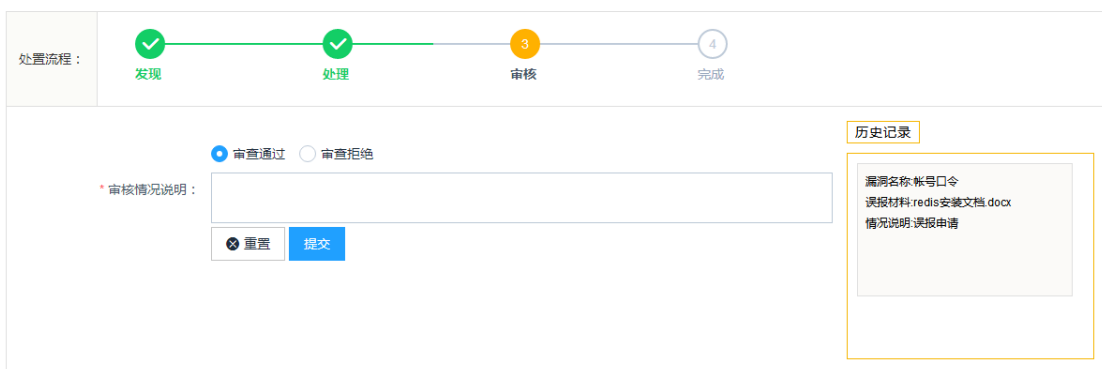 处置流程：
3
4
发现
处理
审核
完成
历史记录
审查通过
审查拒绝
* 审核情况说明：
重置
提交
漏洞名称:帐号口令
误报材料:redis安装文档.docx
情况说明:误报申请